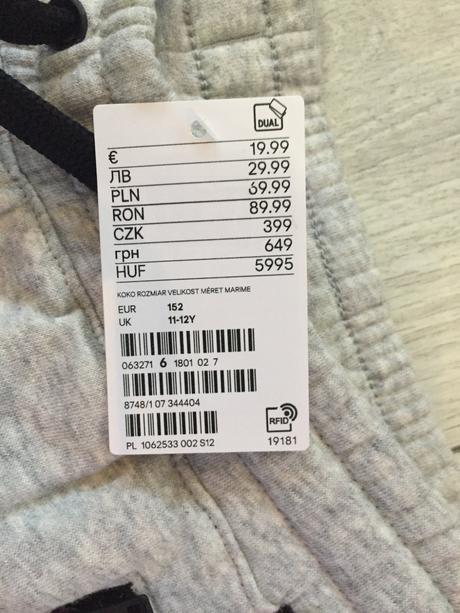 DUAL
€ 19.99
ЛВ 29.99
PLN 69.99
RON 89.99
CZK 399
грн 649
HUF 5995
KOKO ROZMIAR VELIKOST MÉRET MARIME
EUR 152
UK 11-12Y
063271 6 1801 02 7
8748/1 07 344404
RFID
PL 1062533 002 S12 19181